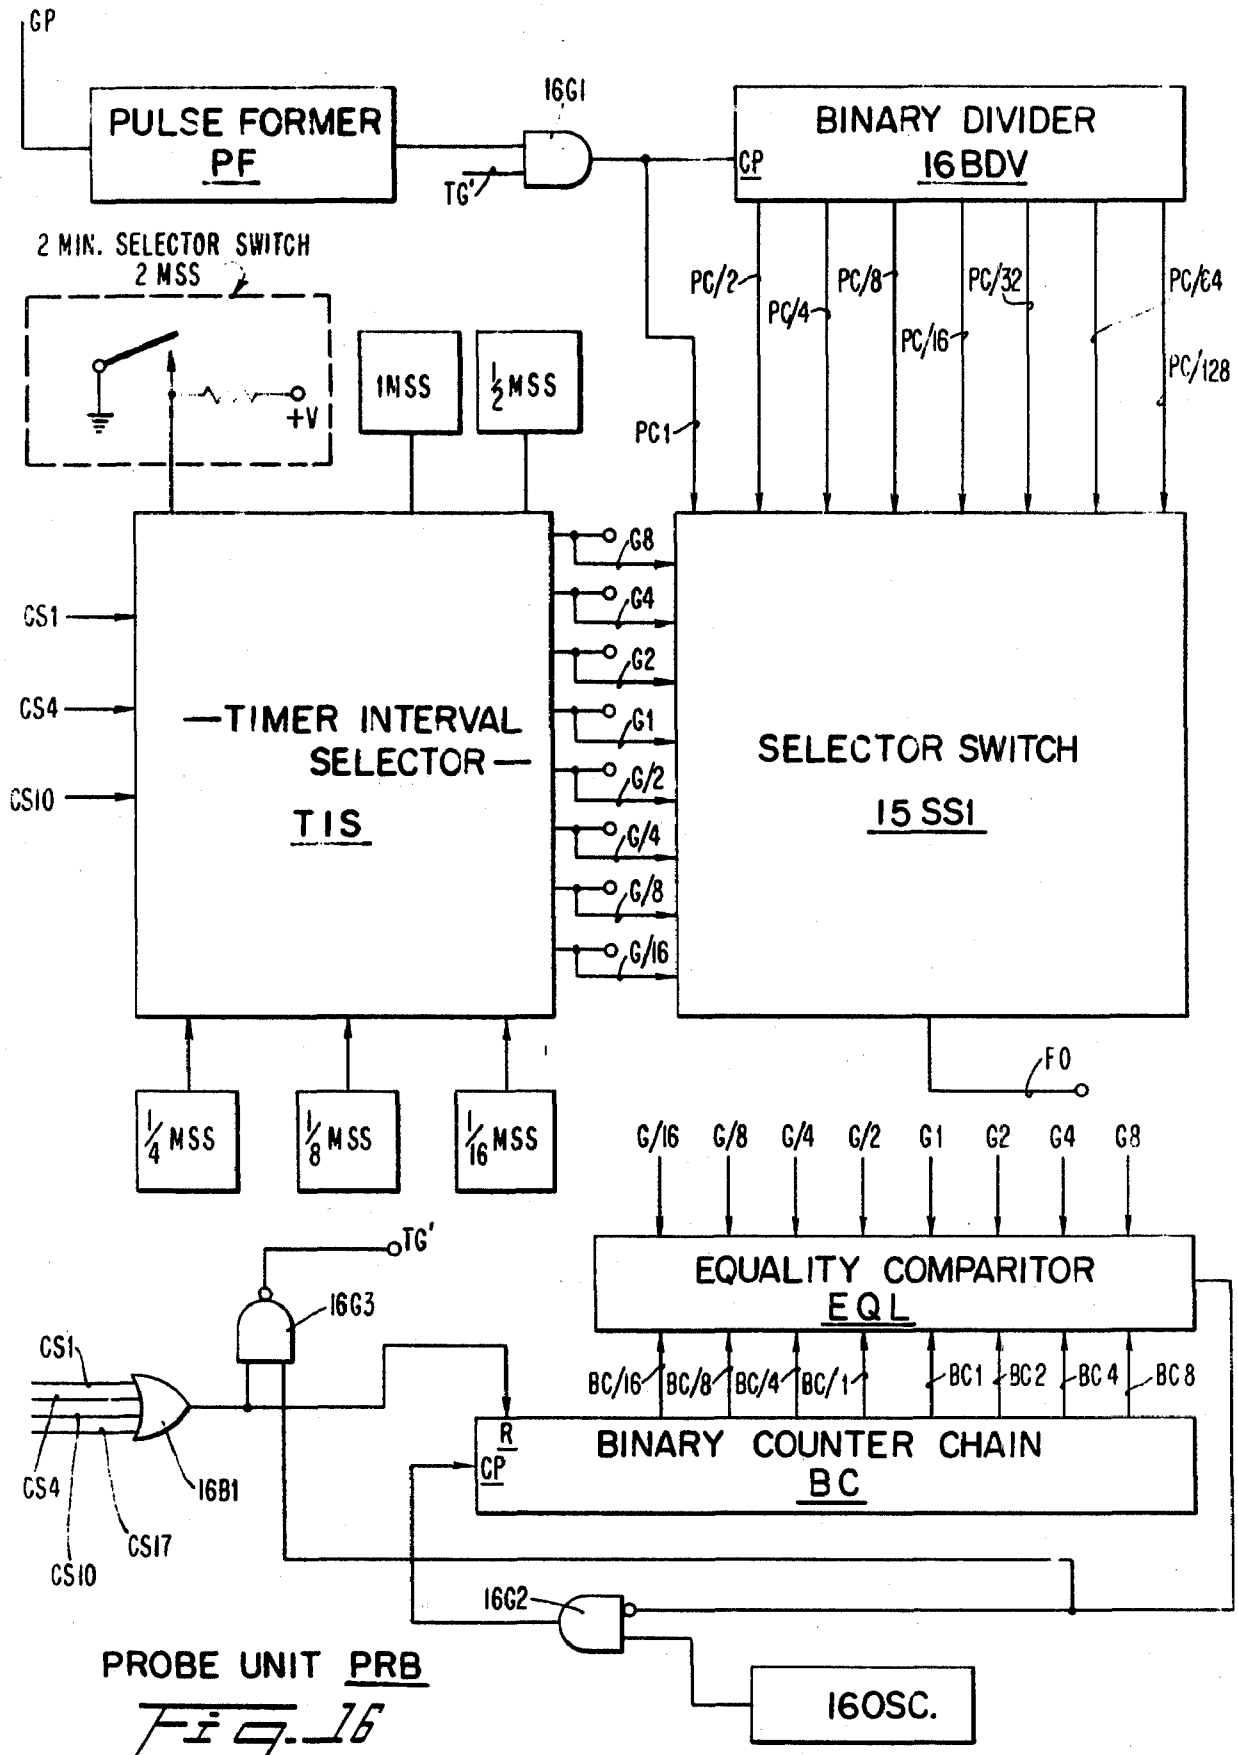 GP
PULSE FORMER
PF
16G1
TG'
BINARY DIVIDER
16BDV
CP
2 MIN. SELECTOR SWITCH
2 MSS
+V
1MSS
1/2 MSS
PC/2
PC/4
PC/8
PC/16
PC/32
PC/64
PC/128
PC1
CS1
CS4
CS10
—TIMER INTERVAL
SELECTOR—
TIS
G8
G4
G2
G1
G/2
G/4
G/8
G/16
SELECTOR SWITCH
15SS1
FO
1/4 MSS
1/8 MSS
1/16 MSS
G/16 G/8 G/4 G/2 G1 G2 G4 G8
EQUALITY COMPARITOR
EQL
TG'
16G3
BC/16 BC/8 BC/4 BC/1 BC1 BC2 BC4 BC8
CS1
CS4
CS10
CS17
16B1
R
CP
BINARY COUNTER CHAIN
BC
16G2
16OSC.
PROBE UNIT PRB
Fig. 16